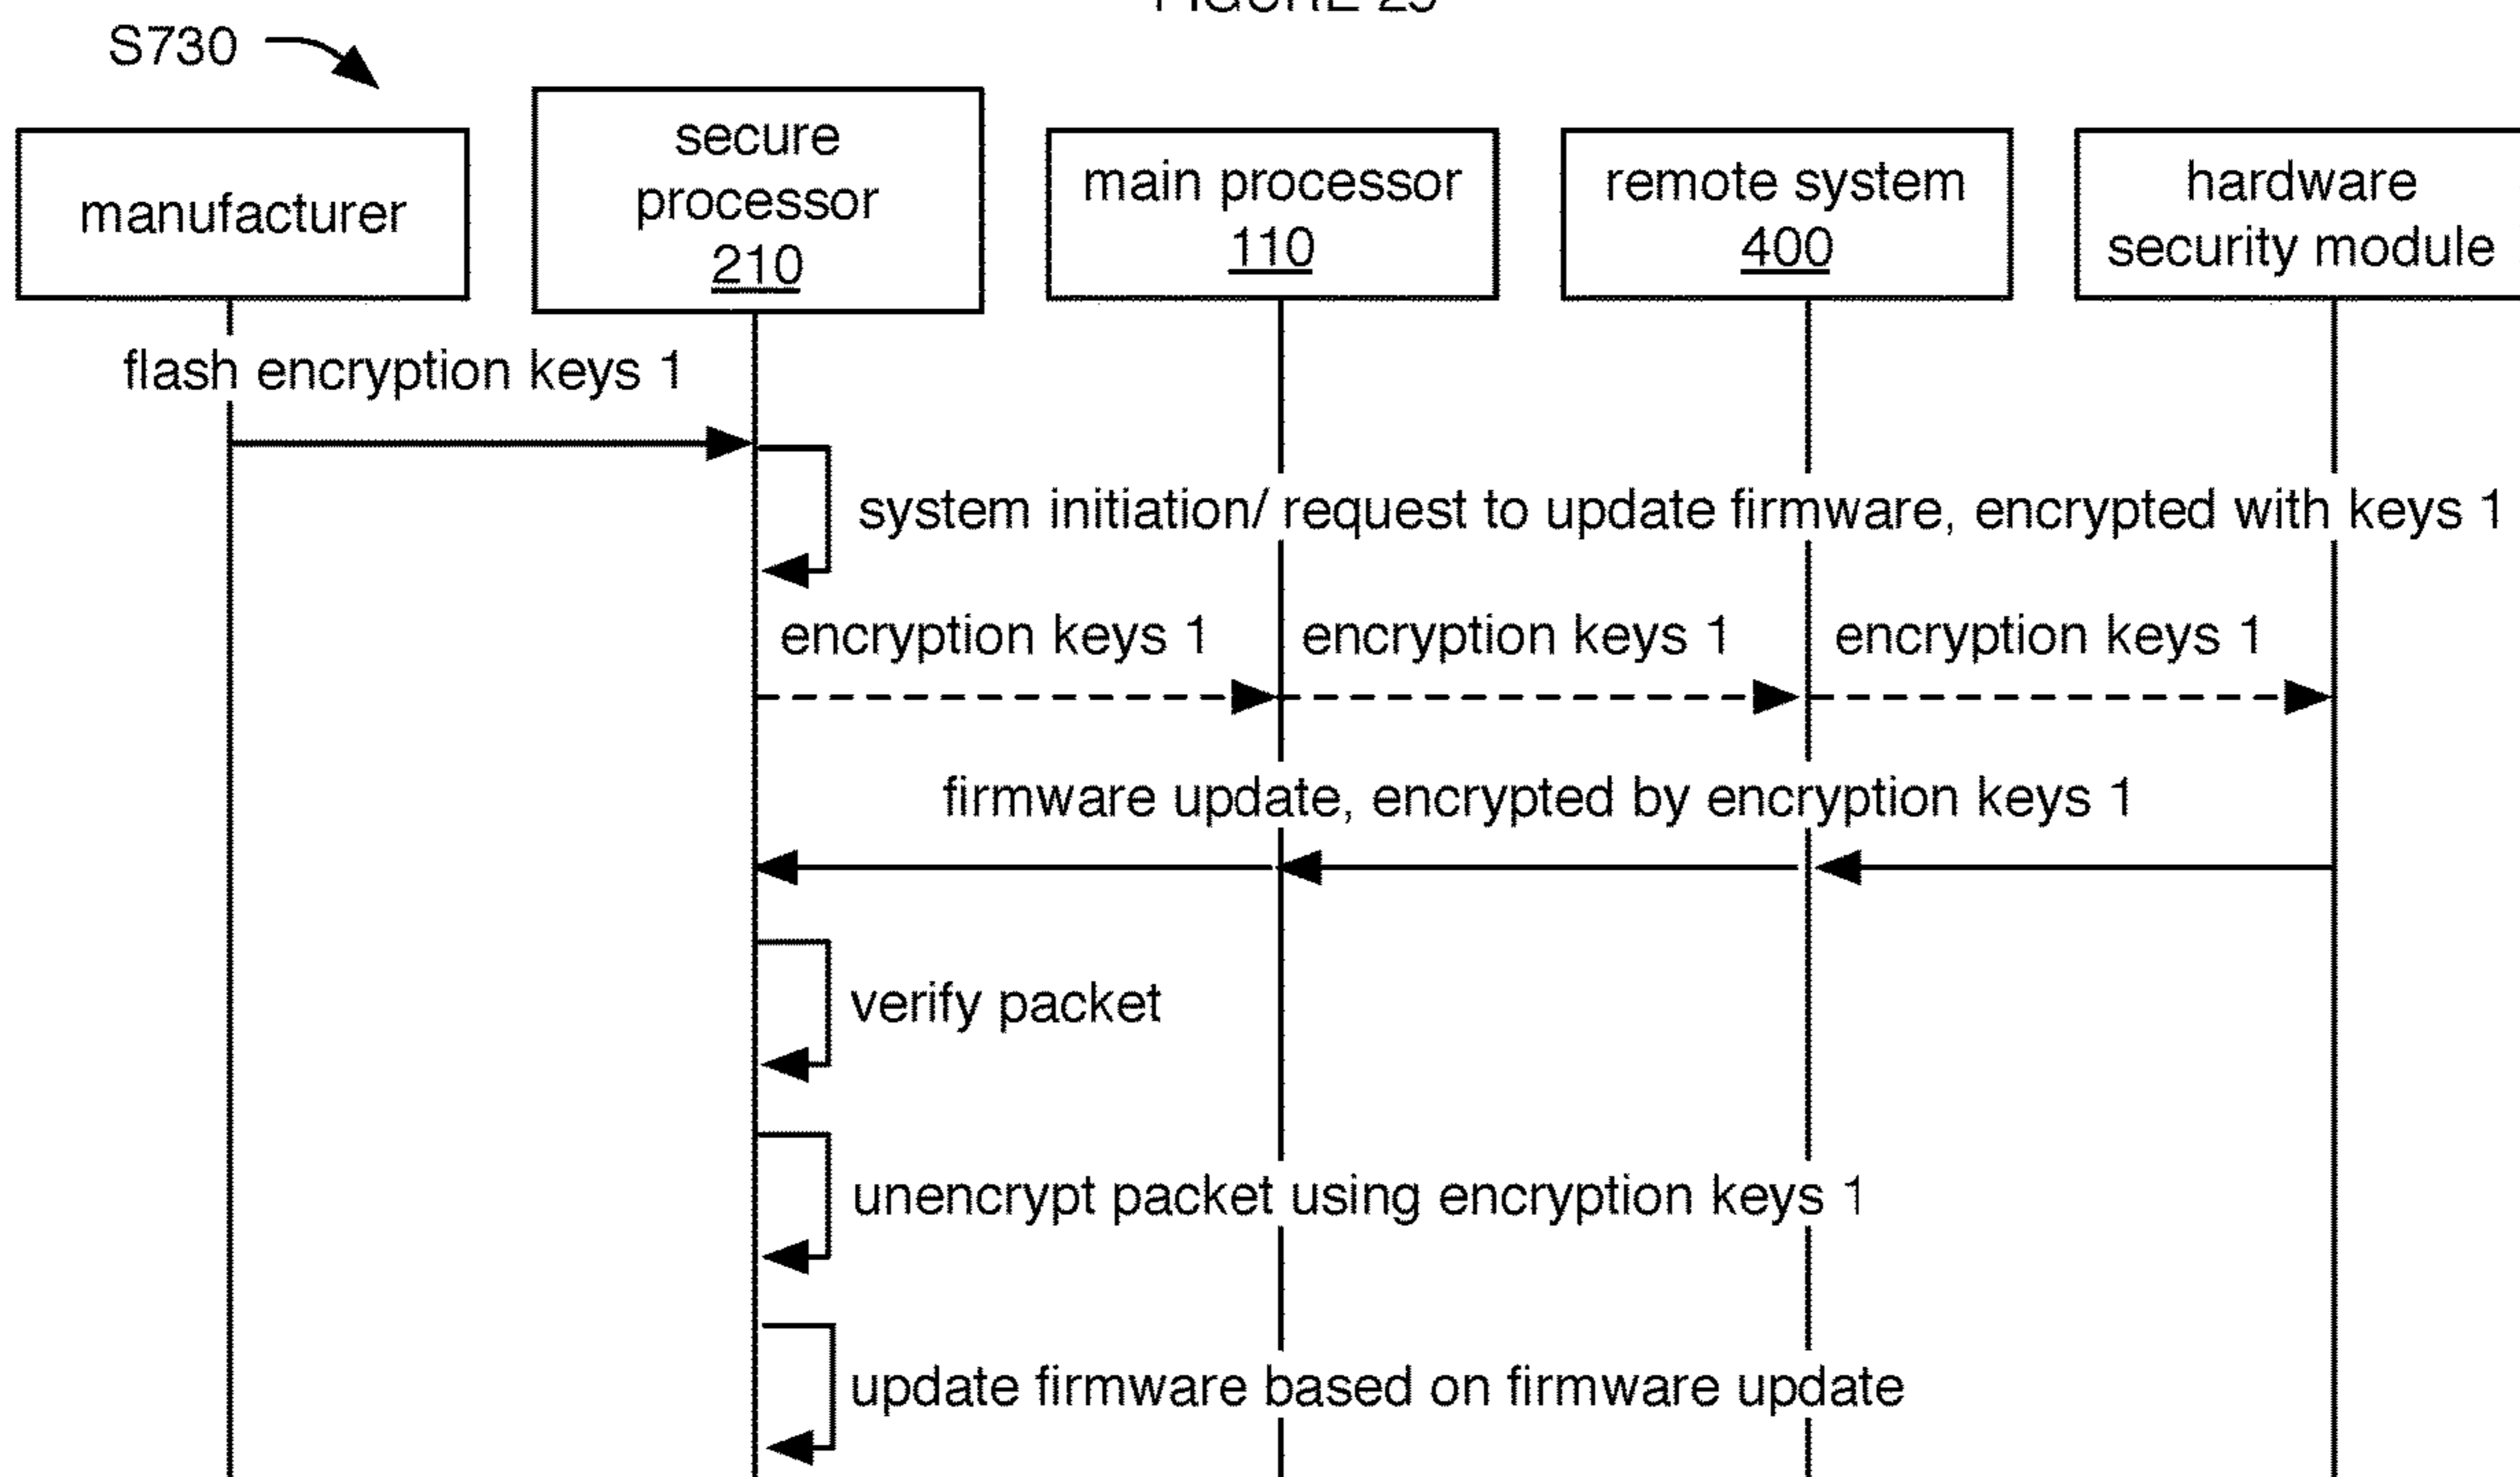 S730
manufacturer
secure
processor
210
main processor
110
remote system
400
hardware
security module
flash encryption keys 1
system initiation/ request to update firmware, encrypted with keys 1
encryption keys 1
encryption keys 1
encryption keys 1
firmware update, encrypted by encryption keys 1
verify packet
unencrypt packet using encryption keys 1
update firmware based on firmware update